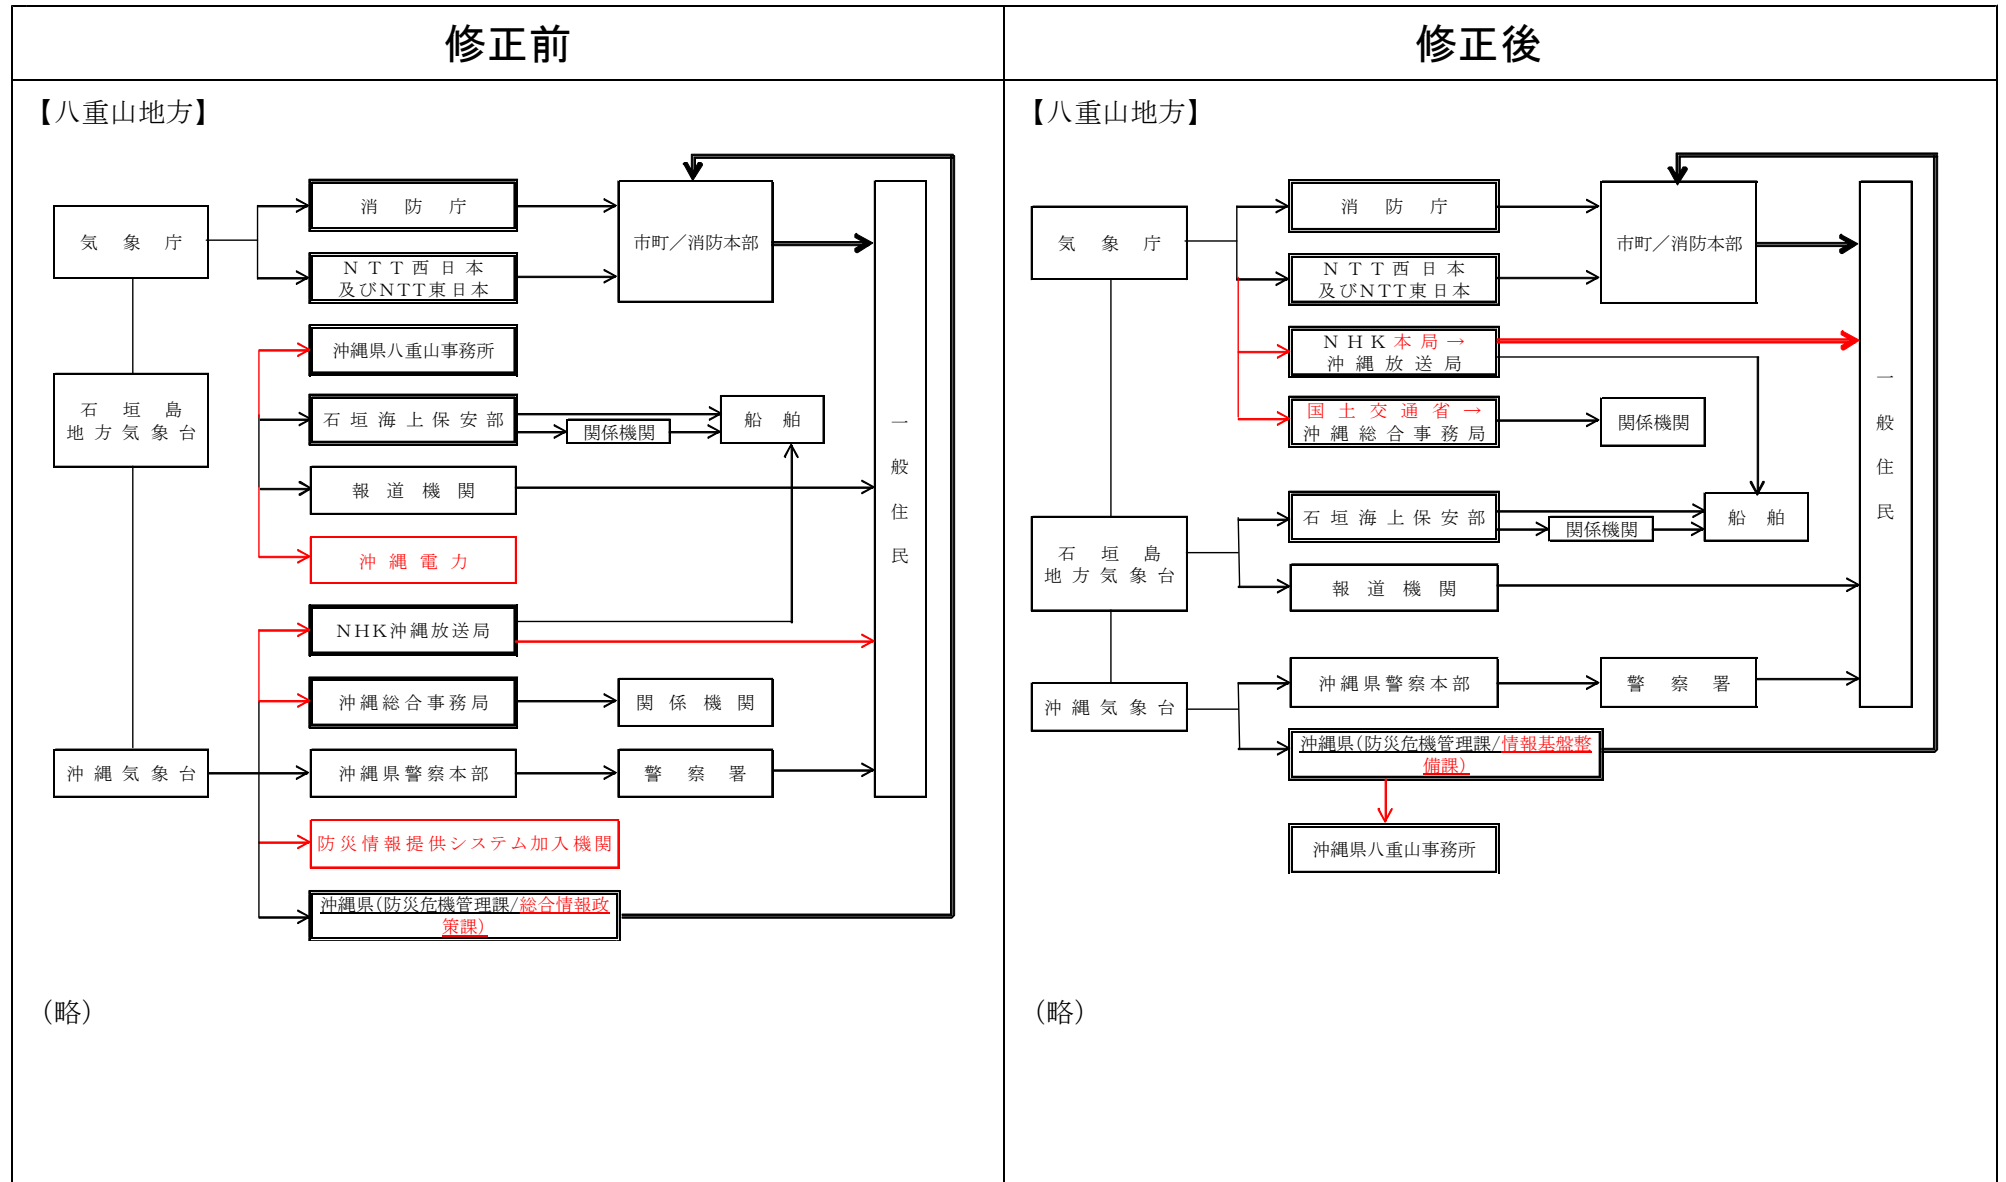 修正前
【八重山地方】
消防庁
気象庁
市町／消防本部
ＮＴＴ西日本
及びNTT東日本
沖縄県八重山事務所
石垣島
地方気象台
石垣海上保安部
関係機関
船舶
一般住民
報道機関
沖縄電力
NHK沖縄放送局
沖縄総合事務局
関係機関
沖縄気象台
沖縄県警察本部
警察署
防災情報提供システム加入機関
沖縄県（防災危機管理課/総合情報政
策課）
（略）
修正後
【八重山地方】
消防庁
気象庁
市町／消防本部
ＮＴＴ西日本
及びNTT東日本
ＮＨＫ本局→
沖縄放送局
国土交通省→
沖縄総合事務局
関係機関
一般住民
石垣海上保安部
関係機関
船舶
石垣島
地方気象台
報道機関
沖縄県警察本部
警察署
沖縄気象台
沖縄県（防災危機管理課/情報基盤整
備課）
沖縄県八重山事務所
（略）